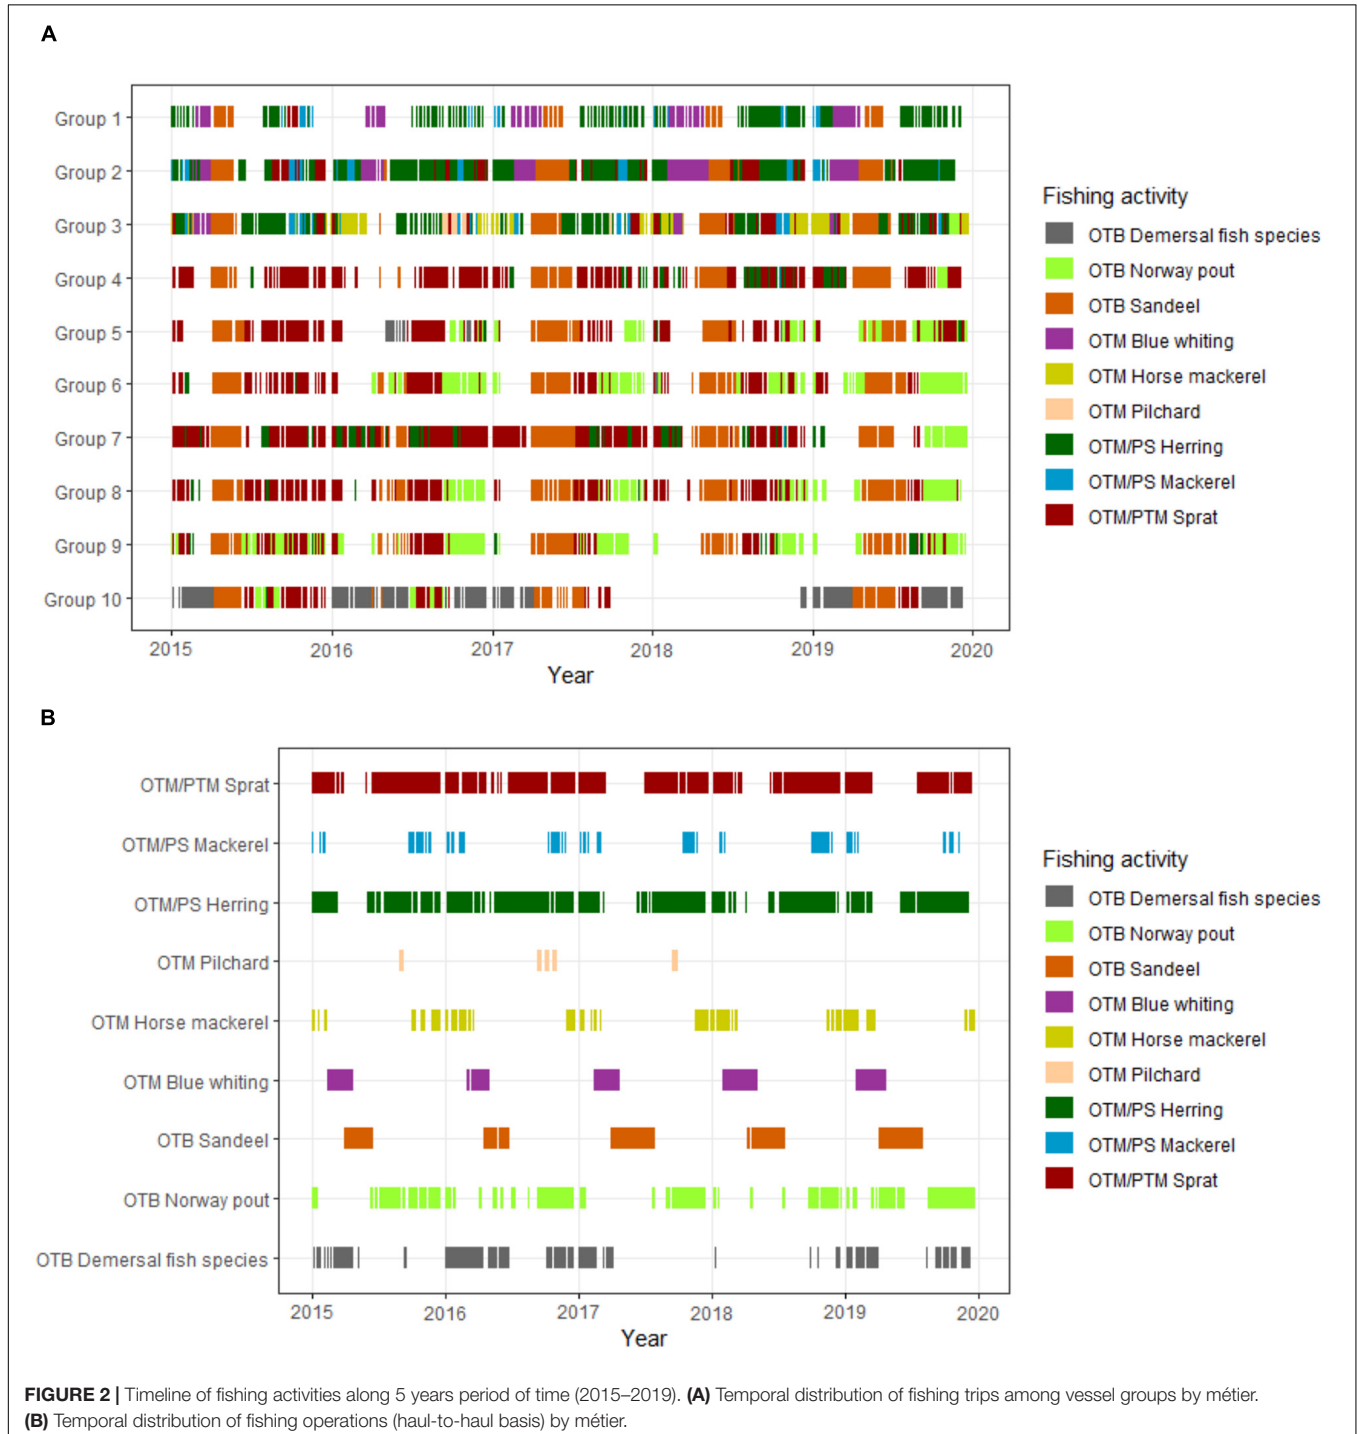 A
Group 1
Group 2
Group 3
Group 4
Group 5
Group 6
Group 7
Group 8
Group 9
Group 10
2015 2016 2017 2018 2019 2020
Year
Fishing activity
OTB Demersal fish species
OTB Norway pout
OTB Sandeel
OTM Blue whiting
OTM Horse mackerel
OTM Pilchard
OTM/PS Herring
OTM/PS Mackerel
OTM/PTM Sprat
B
OTM/PTM Sprat
OTM/PS Mackerel
OTM/PS Herring
OTM Pilchard
OTM Horse mackerel
OTM Blue whiting
OTB Sandeel
OTB Norway pout
OTB Demersal fish species
2015 2016 2017 2018 2019 2020
Year
Fishing activity
OTB Demersal fish species
OTB Norway pout
OTB Sandeel
OTM Blue whiting
OTM Horse mackerel
OTM Pilchard
OTM/PS Herring
OTM/PS Mackerel
OTM/PTM Sprat
FIGURE 2 | Timeline of fishing activities along 5 years period of time (2015–2019). (A) Temporal distribution of fishing trips among vessel groups by métier.
(B) Temporal distribution of fishing operations (haul-to-haul basis) by métier.